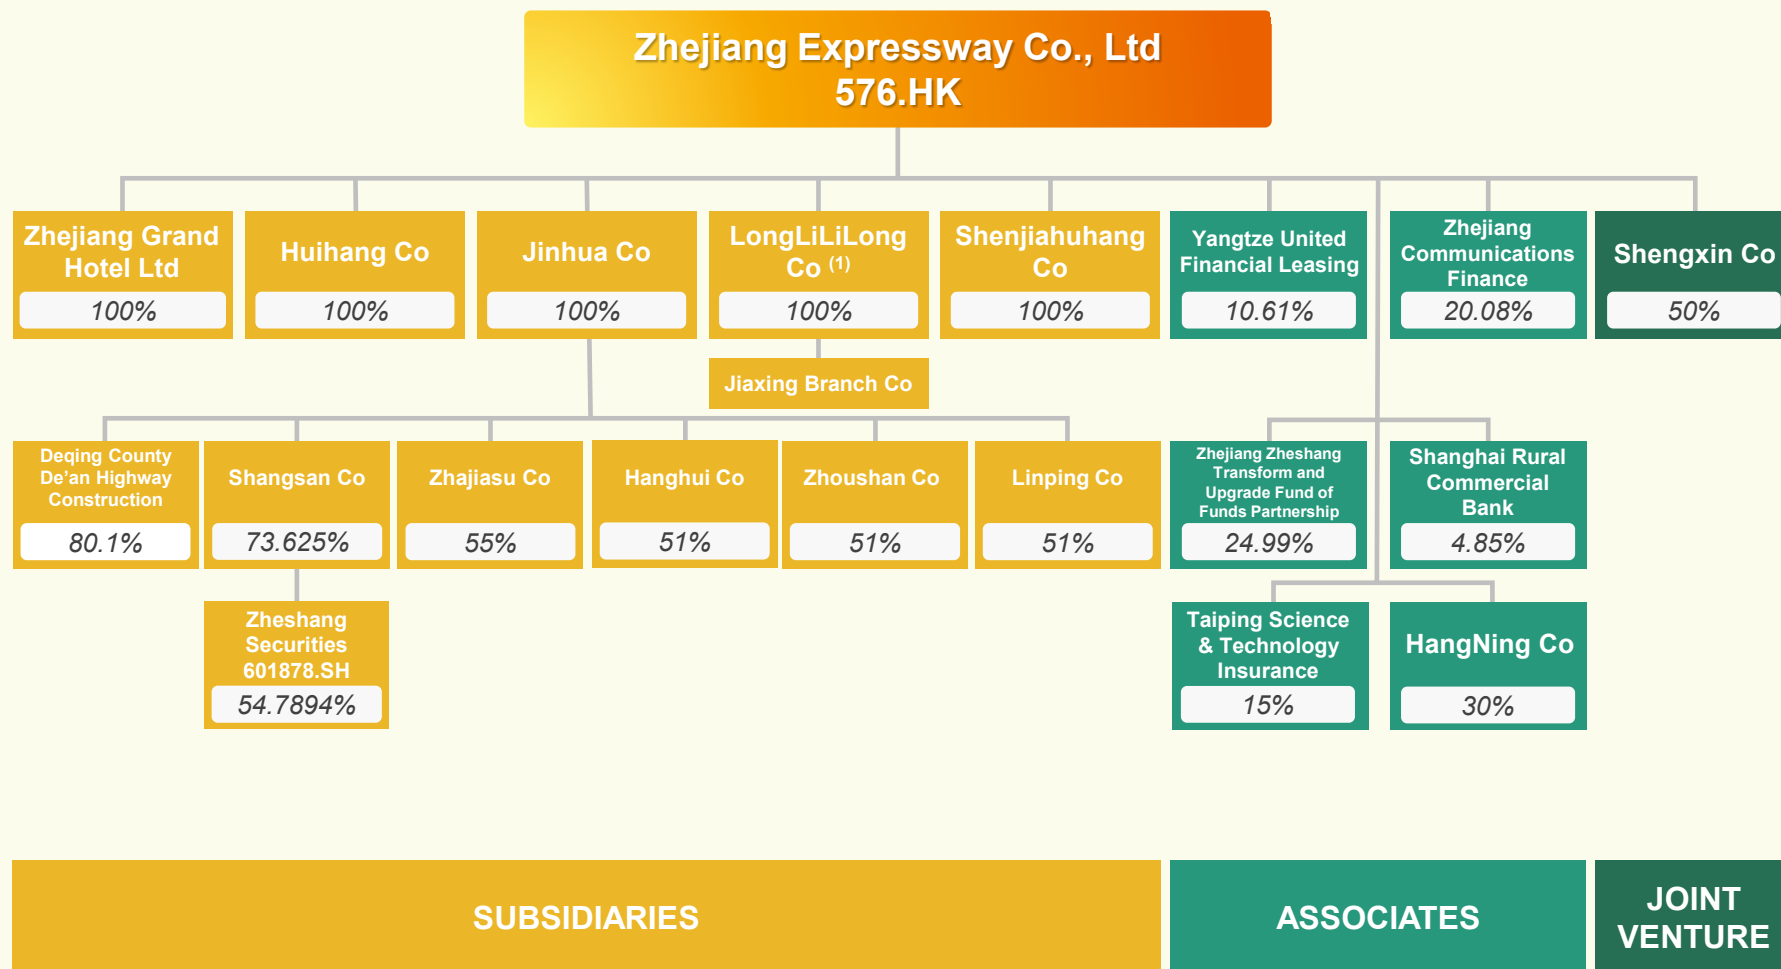 Zhejiang Expressway Co., Ltd
576.HK
Zhejiang Grand
Hotel Ltd
100%
Huihang Co
100%
Jinhua Co
100%
LongLiLiLong
Co (1)
100%
Shenjiahuhang
Co
100%
Yangtze United
Financial Leasing
10.61%
Zhejiang
Communications
Finance
20.08%
Shengxin Co
50%
Jiaxing Branch Co
Deqing County
De’an Highway
Construction
80.1%
Shangsan Co
73.625%
Zhajiasu Co
55%
Hanghui Co
51%
Zhoushan Co
51%
Linping Co
51%
Zhejiang Zheshang
Transform and
Upgrade Fund of
Funds Partnership
24.99%
Shanghai Rural
Commercial
Bank
4.85%
Zheshang
Securities
601878.SH
54.7894%
Taiping Science
& Technology
Insurance
15%
HangNing Co
30%
SUBSIDIARIES
ASSOCIATES
JOINT
VENTURE